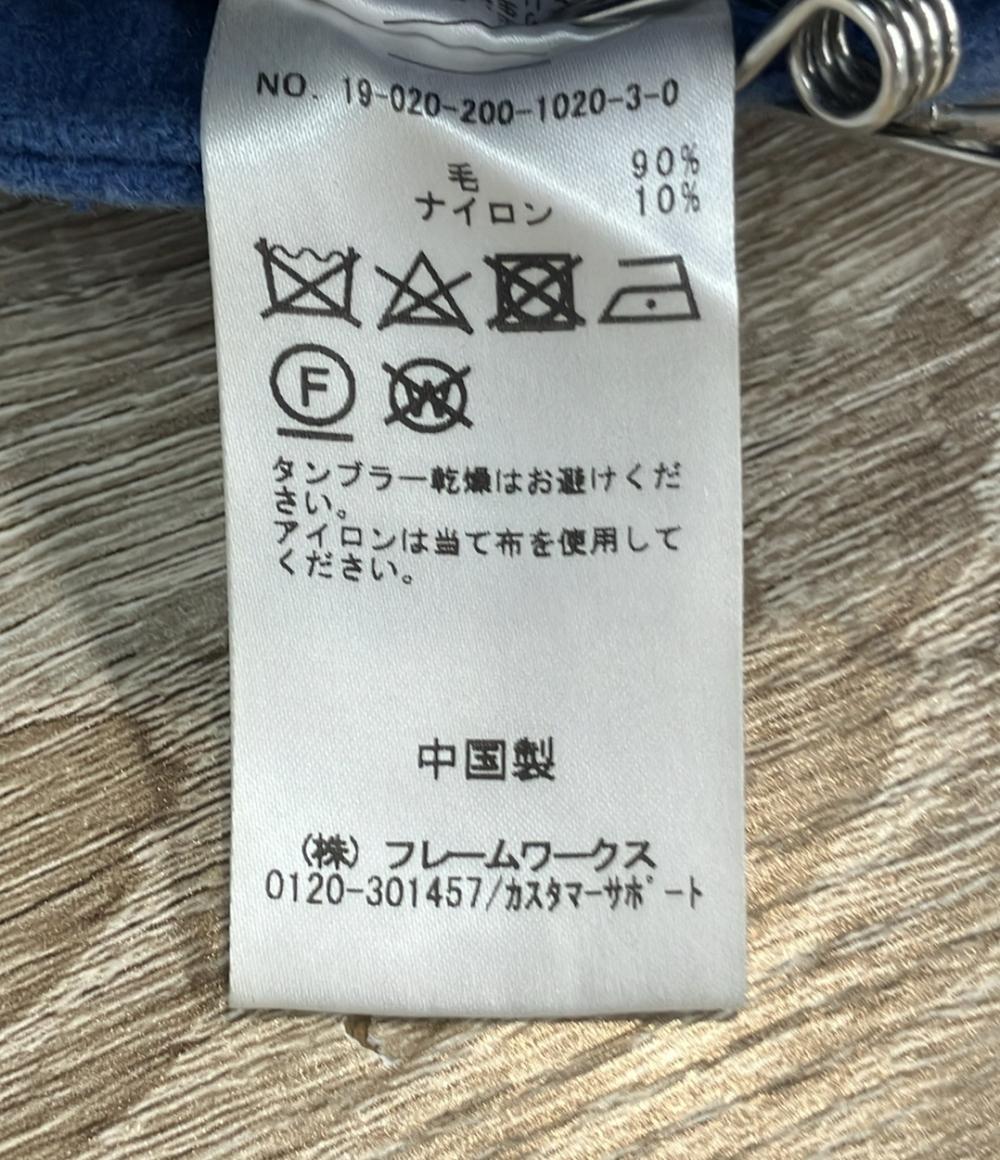 NO. 19-020-200-1020-3-0
毛 90%
ナイロン 10%
F W
タンブラー乾燥はお避けくだ
さい。
アイロンは当て布を使用して
ください。
中国製
(株) フレームワークス
0120-301457/カスタマーサポート